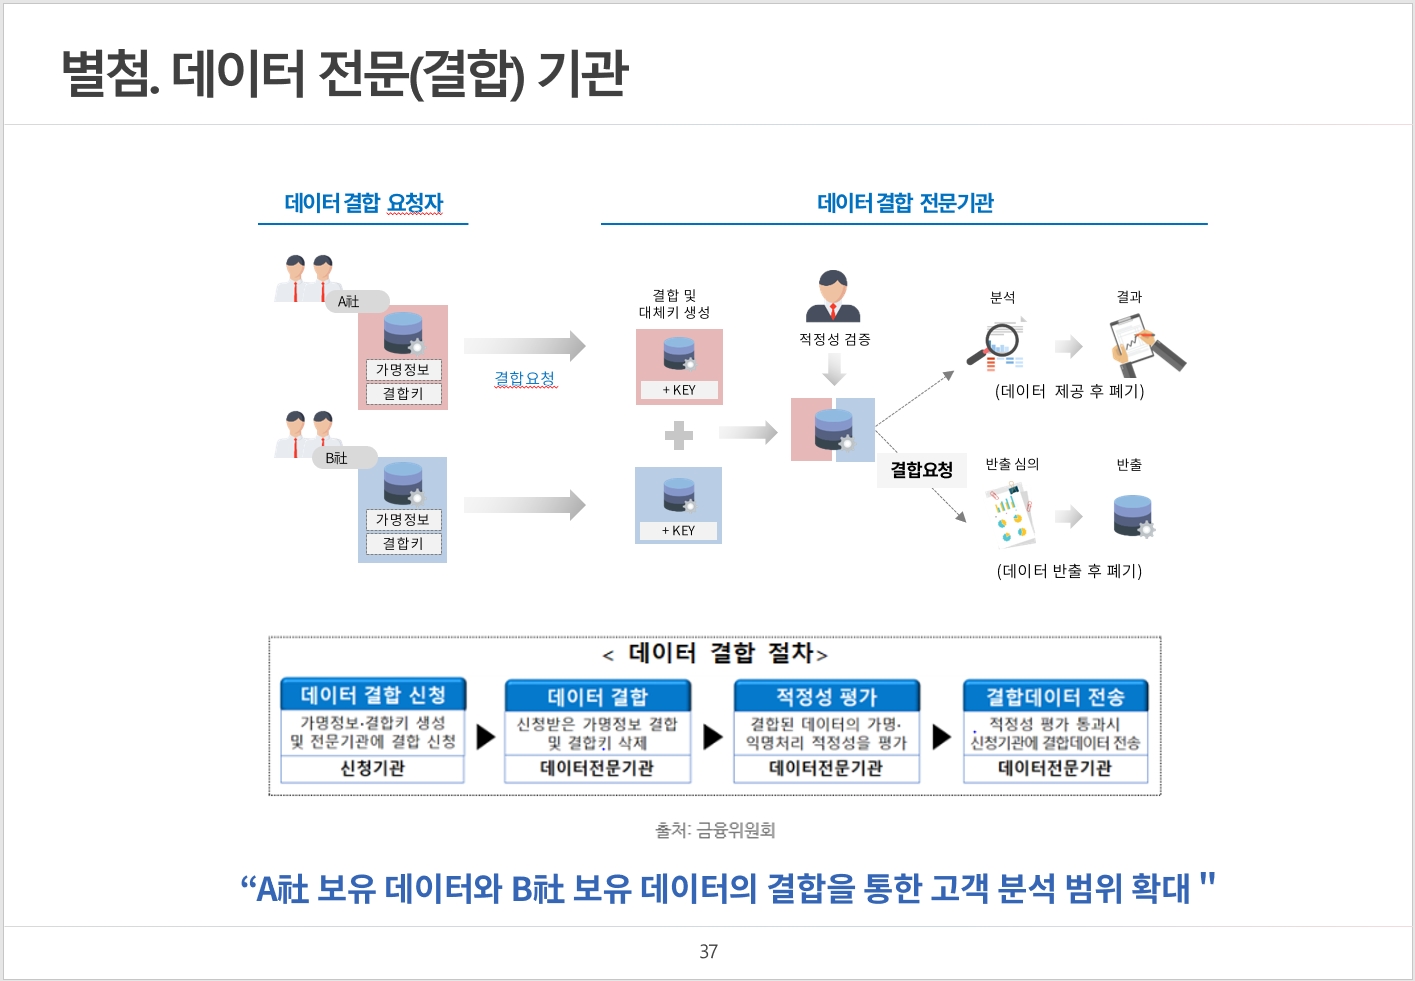 별첨. 데이터 전문(결합) 기관
데이터 결합 요청자
데이터 결합 전문기관
A社
가명정보
결합키
결합요청
B社
가명정보
결합키
결합 및
대체키 생성
+ KEY
+ KEY
적정성 검증
결합요청
분석
결과
(데이터 제공 후 폐기)
반출 심의
반출
(데이터 반출 후 폐기)
< 데이터 결합 절차>
데이터 결합 신청
가명정보·결합키 생성
및 전문기관에 결합 신청
신청기관
데이터 결합
신청받은 가명정보 결합
및 결합키 삭제
데이터전문기관
적정성 평가
결합된 데이터의 가명·
익명처리 적정성을 평가
데이터전문기관
결합데이터 전송
적정성 평가 통과시
신청기관에 결합데이터 전송
데이터전문기관
출처: 금융위원회
“A社 보유 데이터와 B社 보유 데이터의 결합을 통한 고객 분석 범위 확대 "
37